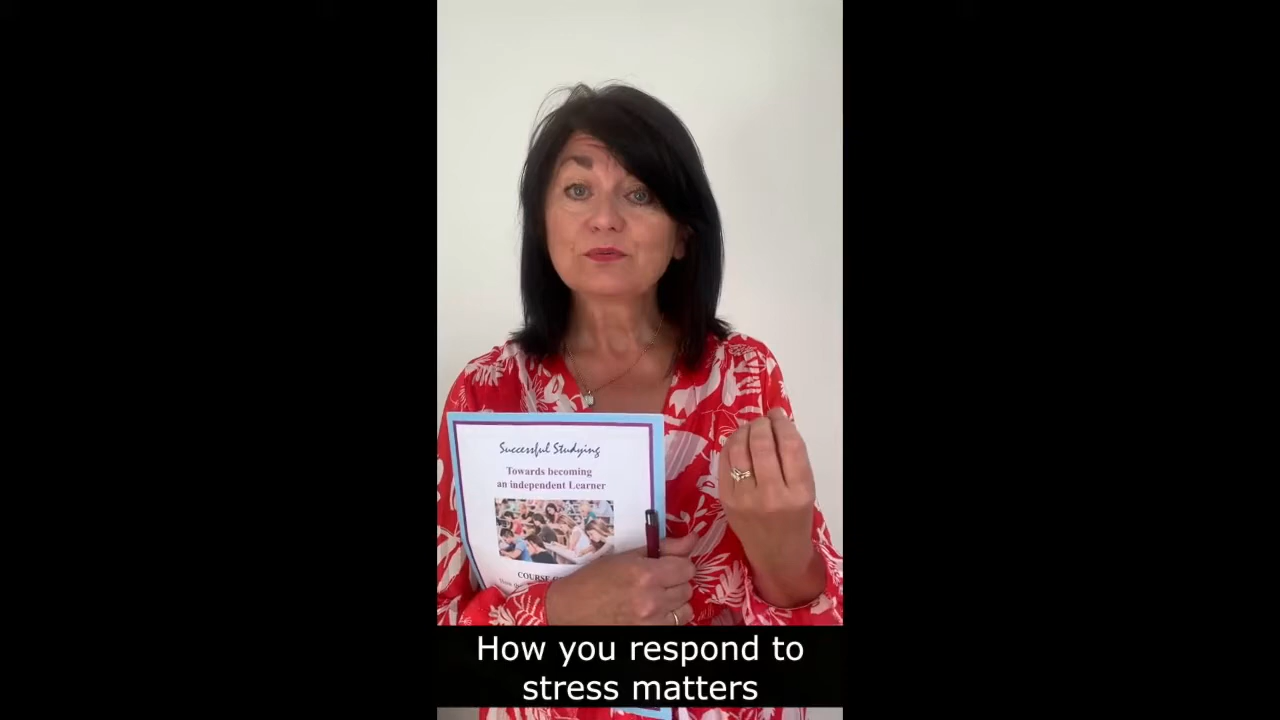 Successful Studying
Towards becoming
an independent Learner
How you respond to
stress matters